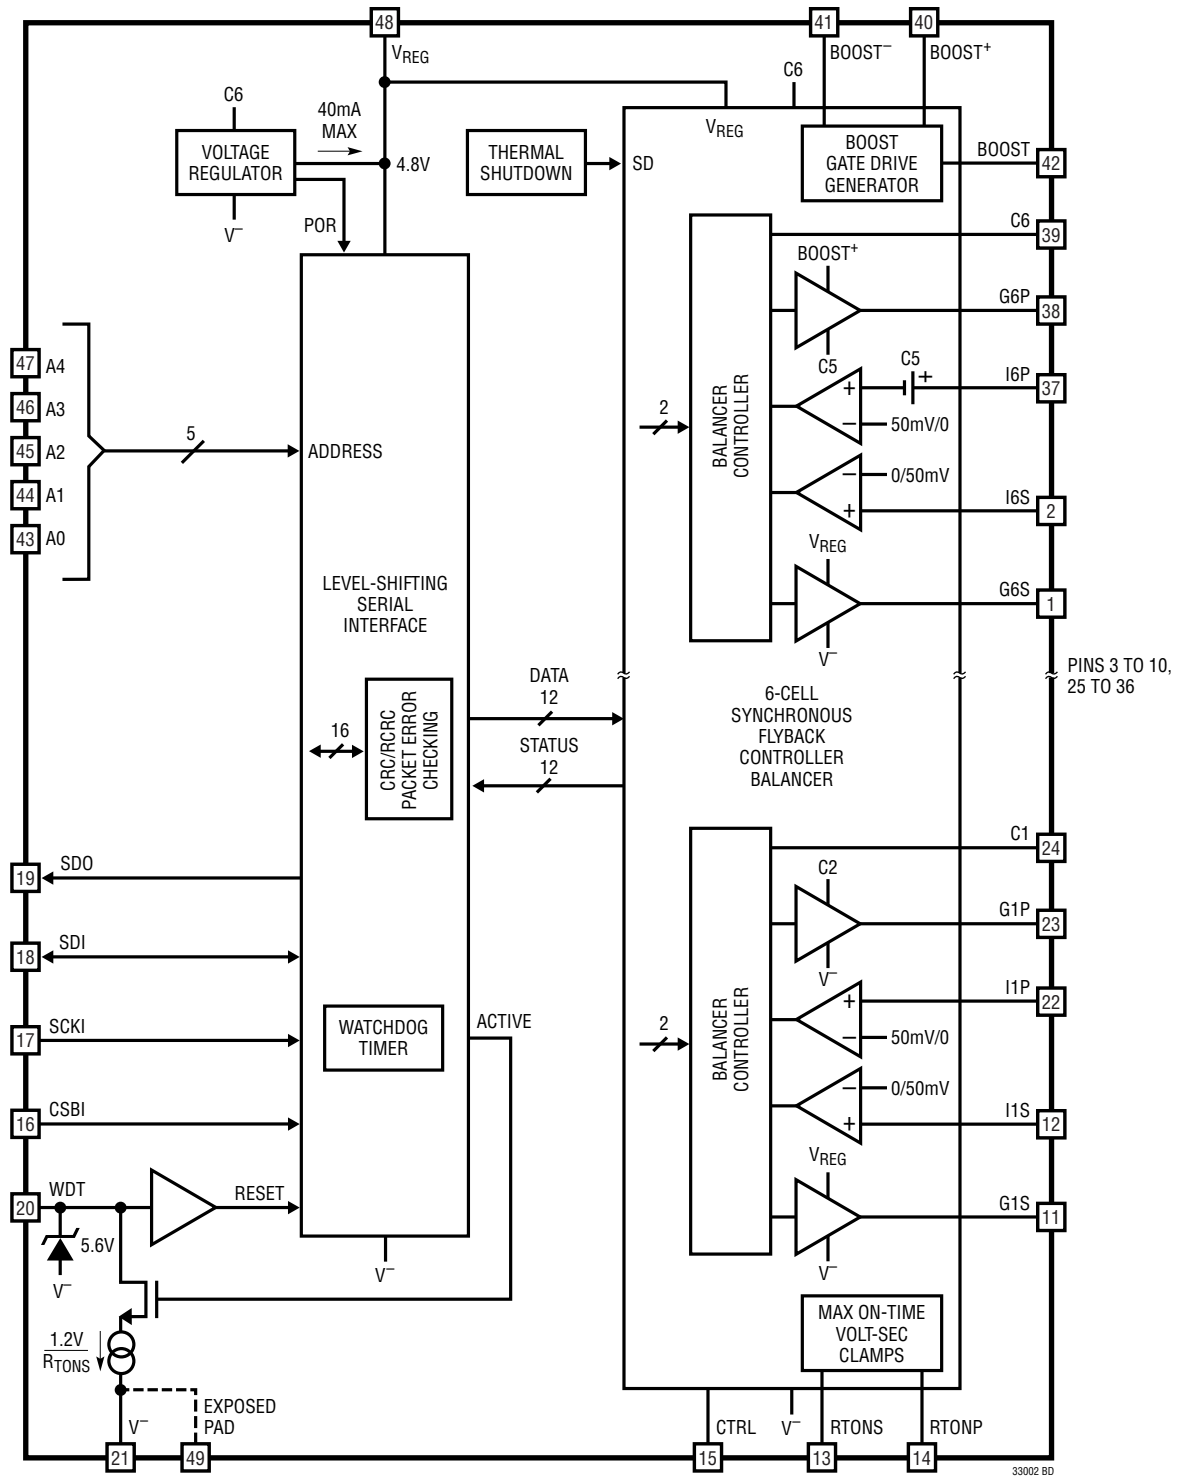 48
41
40
VREG
BOOST–
BOOST+
C6
C6
40mA
MAX
VREG
VOLTAGE
REGULATOR
4.8V
THERMAL
SHUTDOWN
SD
BOOST
GATE DRIVE
GENERATOR
BOOST
42
V–
POR
C6
39
BOOST+
G6P
38
C5
C5
+
I6P
37
47
A4
46
A3
45
A2
44
A1
43
A0
5
ADDRESS
2
BALANCER
CONTROLLER
+
–
50mV/0
–
0/50mV
+
I6S
2
VREG
G6S
1
V–
LEVEL-SHIFTING
SERIAL
INTERFACE
PINS 3 TO 10,
25 TO 36
DATA
12
STATUS
12
16
CRC/RCRC
PACKET ERROR
CHECKING
6-CELL
SYNCHRONOUS
FLYBACK
CONTROLLER
BALANCER
C1
24
SDO
19
C2
G1P
23
V–
SDI
18
I1P
22
+
–
50mV/0
SCKI
17
WATCHDOG
TIMER
ACTIVE
2
BALANCER
CONTROLLER
–
0/50mV
+
I1S
12
CSBI
16
VREG
WDT
20
RESET
G1S
11
5.6V
V–
V–
V–
MAX ON-TIME
VOLT-SEC
CLAMPS
1.2V
RTONS
EXPOSED
PAD
V–
21
49
CTRL
15
V–
RTONS
13
RTONP
14
33002 BD